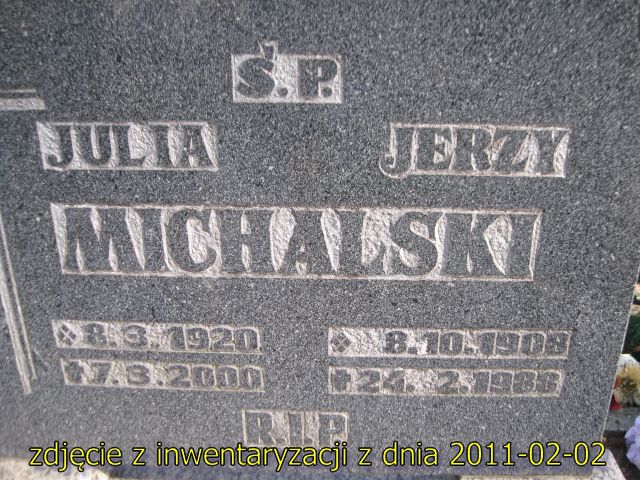 Ś.P.
JULIA JERZY
MICHALSKI
8.3.1920 8.10.1908
✝7.3.2000 ✝24.2.1988
R.I.P
zdjęcie z inwentaryzacji z dnia 2011-02-02